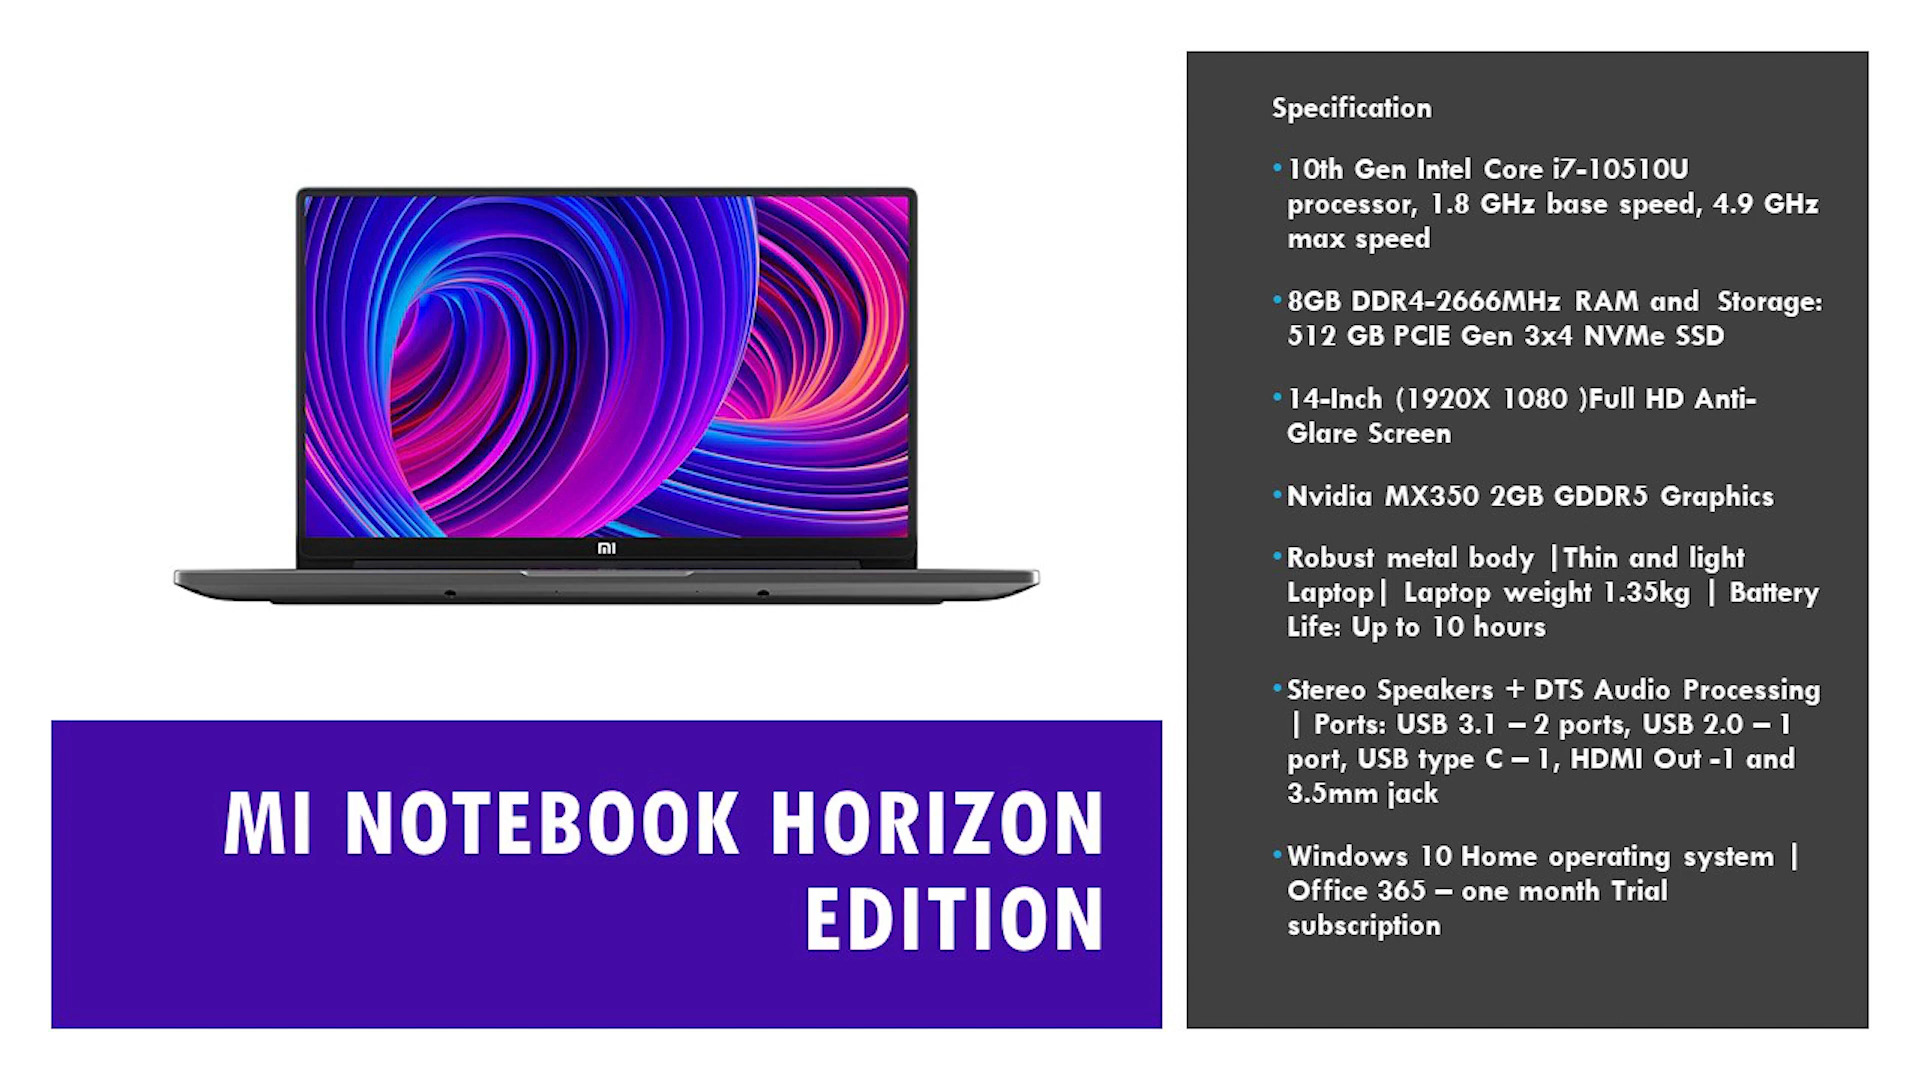 mi
MI NOTEBOOK HORIZON
EDITION
Specification
•10th Gen Intel Core i7-10510U
processor, 1.8 GHz base speed, 4.9 GHz
max speed
•8GB DDR4-2666MHz RAM and Storage:
512 GB PCIE Gen 3x4 NVMe SSD
•14-Inch (1920X 1080 )Full HD Anti-
Glare Screen
•Nvidia MX350 2GB GDDR5 Graphics
•Robust metal body |Thin and light
Laptop| Laptop weight 1.35kg | Battery
Life: Up to 10 hours
•Stereo Speakers + DTS Audio Processing
| Ports: USB 3.1 – 2 ports, USB 2.0 – 1
port, USB type C – 1, HDMI Out -1 and
3.5mm jack
•Windows 10 Home operating system |
Office 365 – one month Trial
subscription